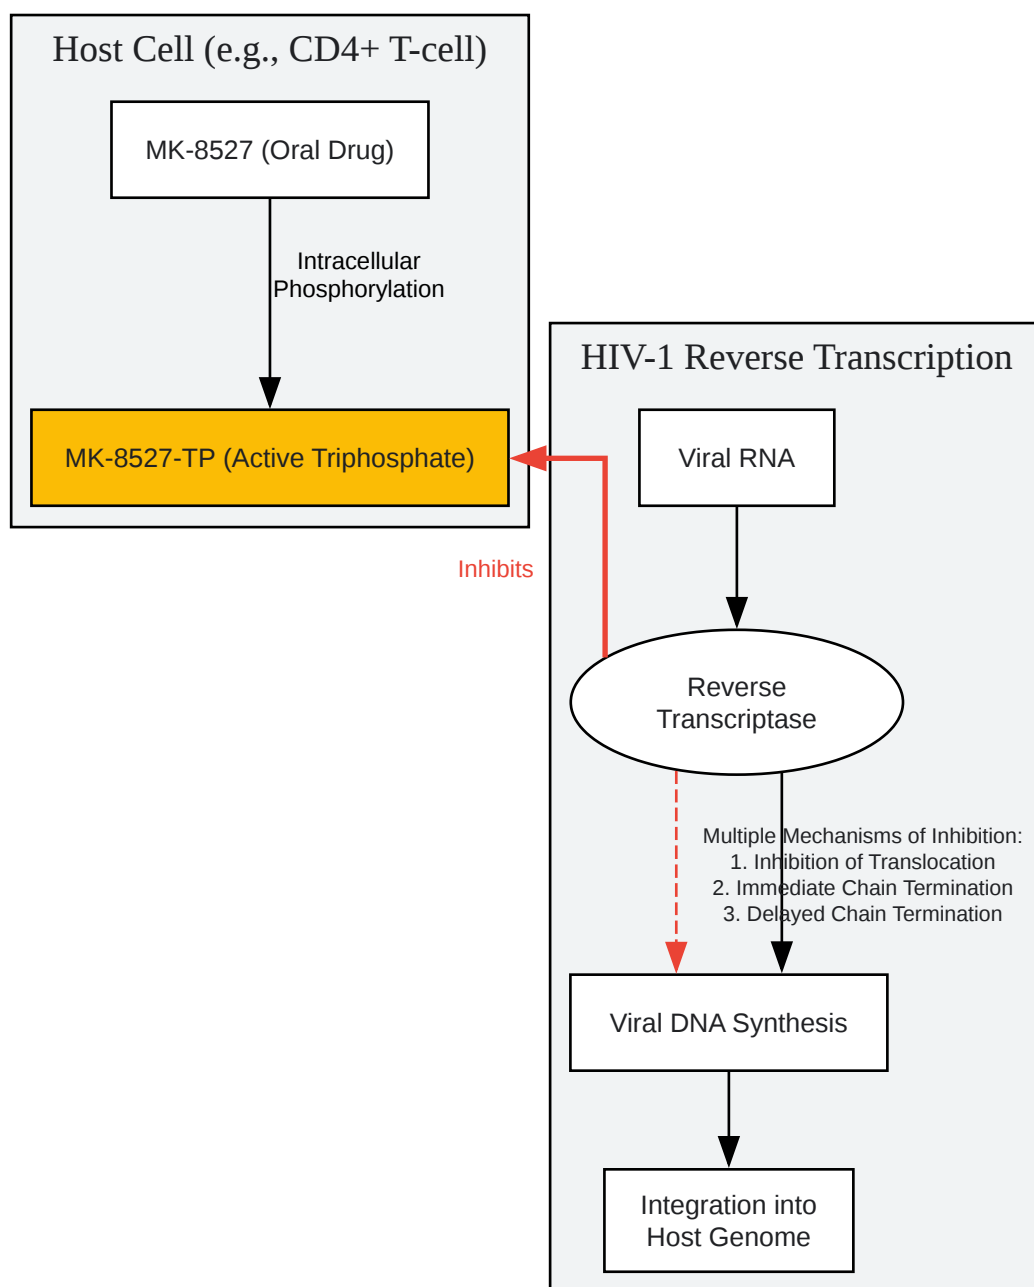 Host Cell (e.g., CD4+ T-cell)
MK-8527 (Oral Drug)
Intracellular
Phosphorylation
MK-8527-TP (Active Triphosphate)
Inhibits
HIV-1 Reverse Transcription
Viral RNA
Reverse
Transcriptase
Multiple Mechanisms of Inhibition:
1. Inhibition of Translocation
2. Immediate Chain Termination
3. Delayed Chain Termination
Viral DNA Synthesis
Integration into
Host Genome